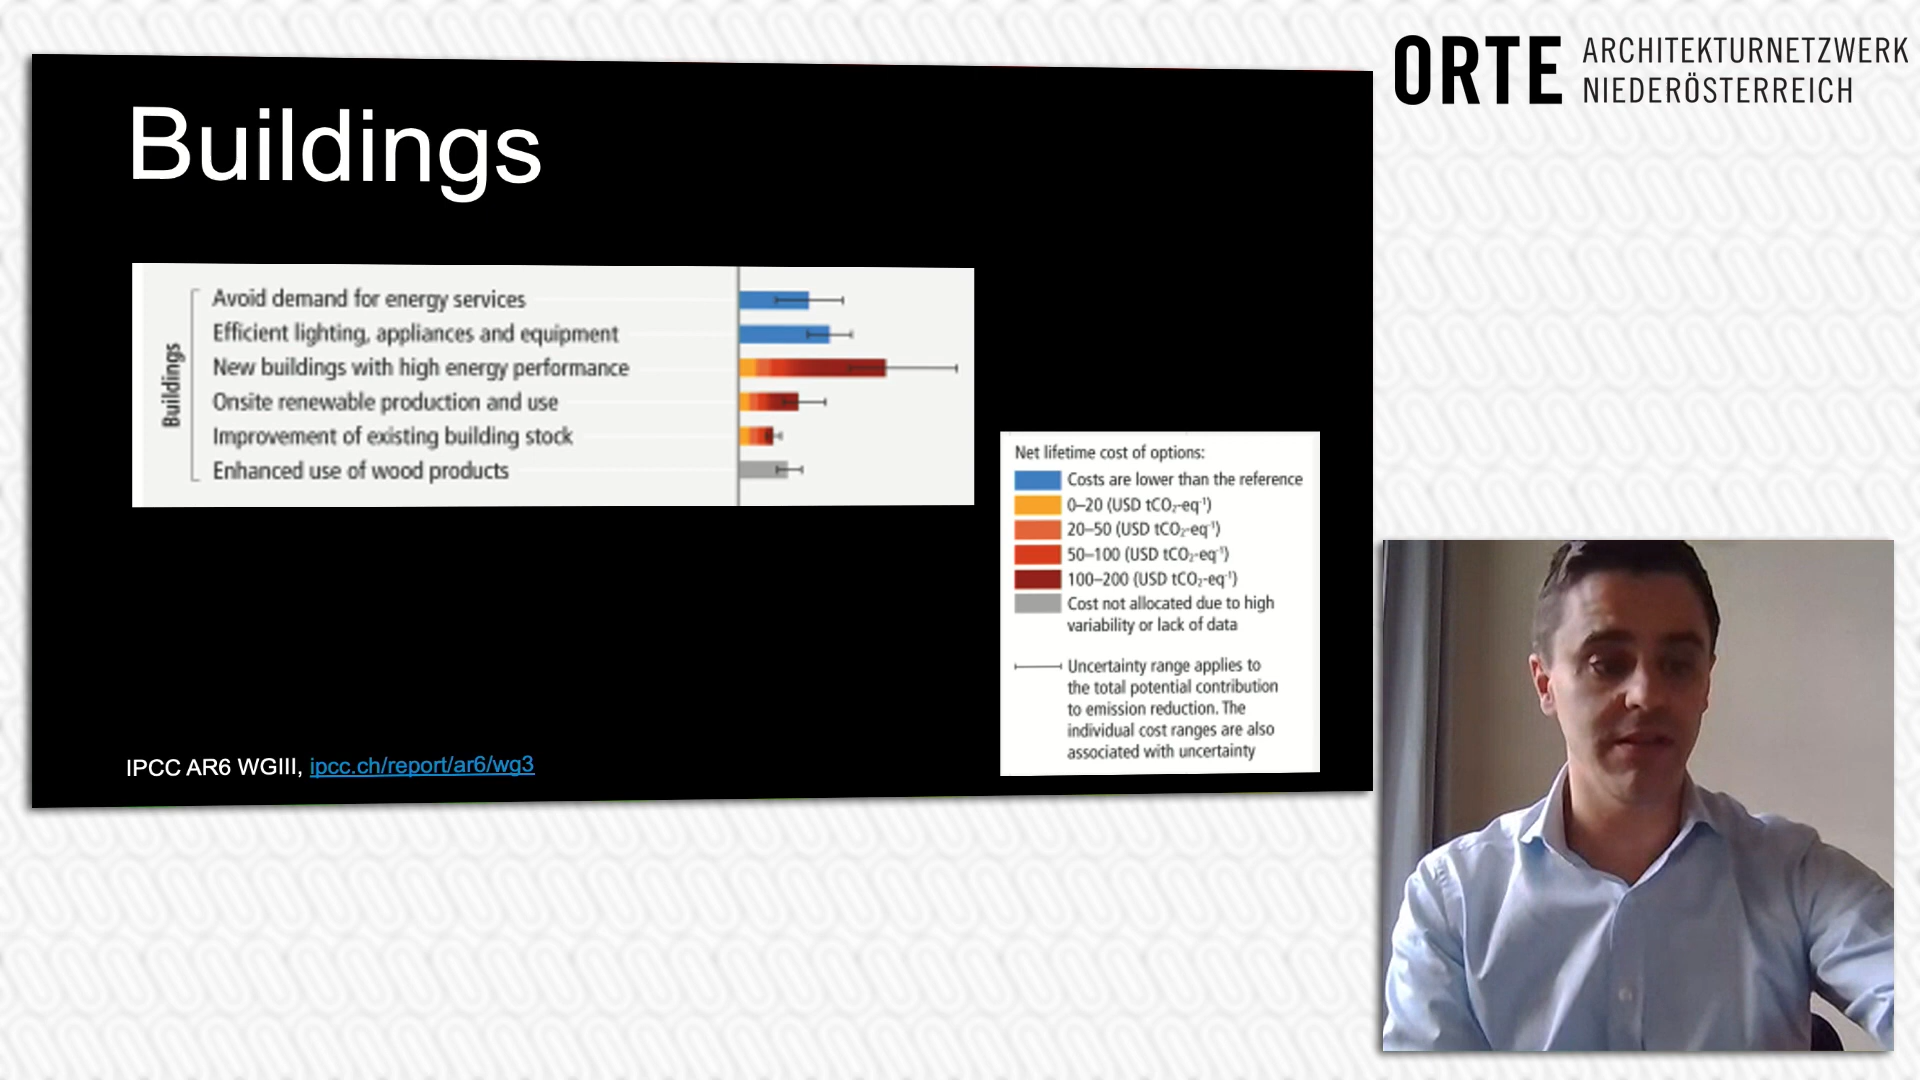 ORTE ARCHITEKTURNETZWERK
NIEDERÖSTERREICH
Buildings
Buildings
Avoid demand for energy services
Efficient lighting, appliances and equipment
New buildings with high energy performance
Onsite renewable production and use
Improvement of existing building stock
Enhanced use of wood products
Net lifetime cost of options:
Costs are lower than the reference
0–20 (USD tCO₂-eq⁻¹)
20–50 (USD tCO₂-eq⁻¹)
50–100 (USD tCO₂-eq⁻¹)
100–200 (USD tCO₂-eq⁻¹)
Cost not allocated due to high
variability or lack of data
Uncertainty range applies to
the total potential contribution
to emission reduction. The
individual cost ranges are also
associated with uncertainty
IPCC AR6 WGIII, ipcc.ch/report/ar6/wg3